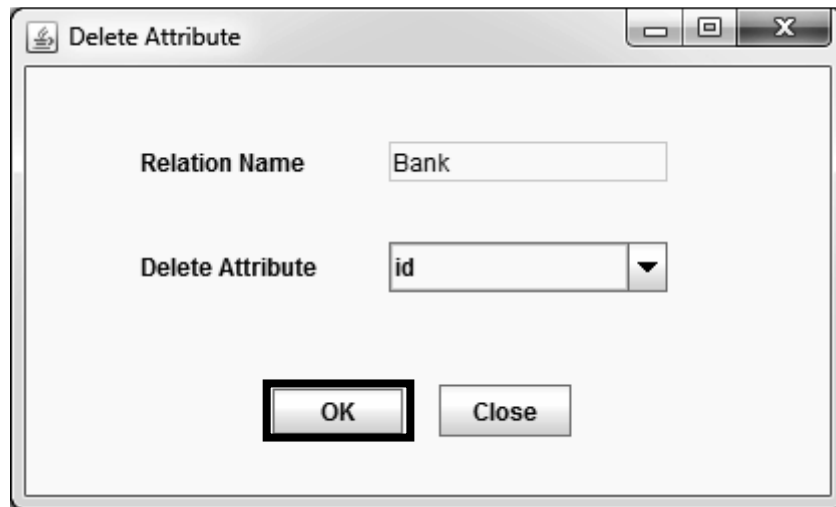 Delete Attribute
Relation Name Bank
Delete Attribute id
OK Close